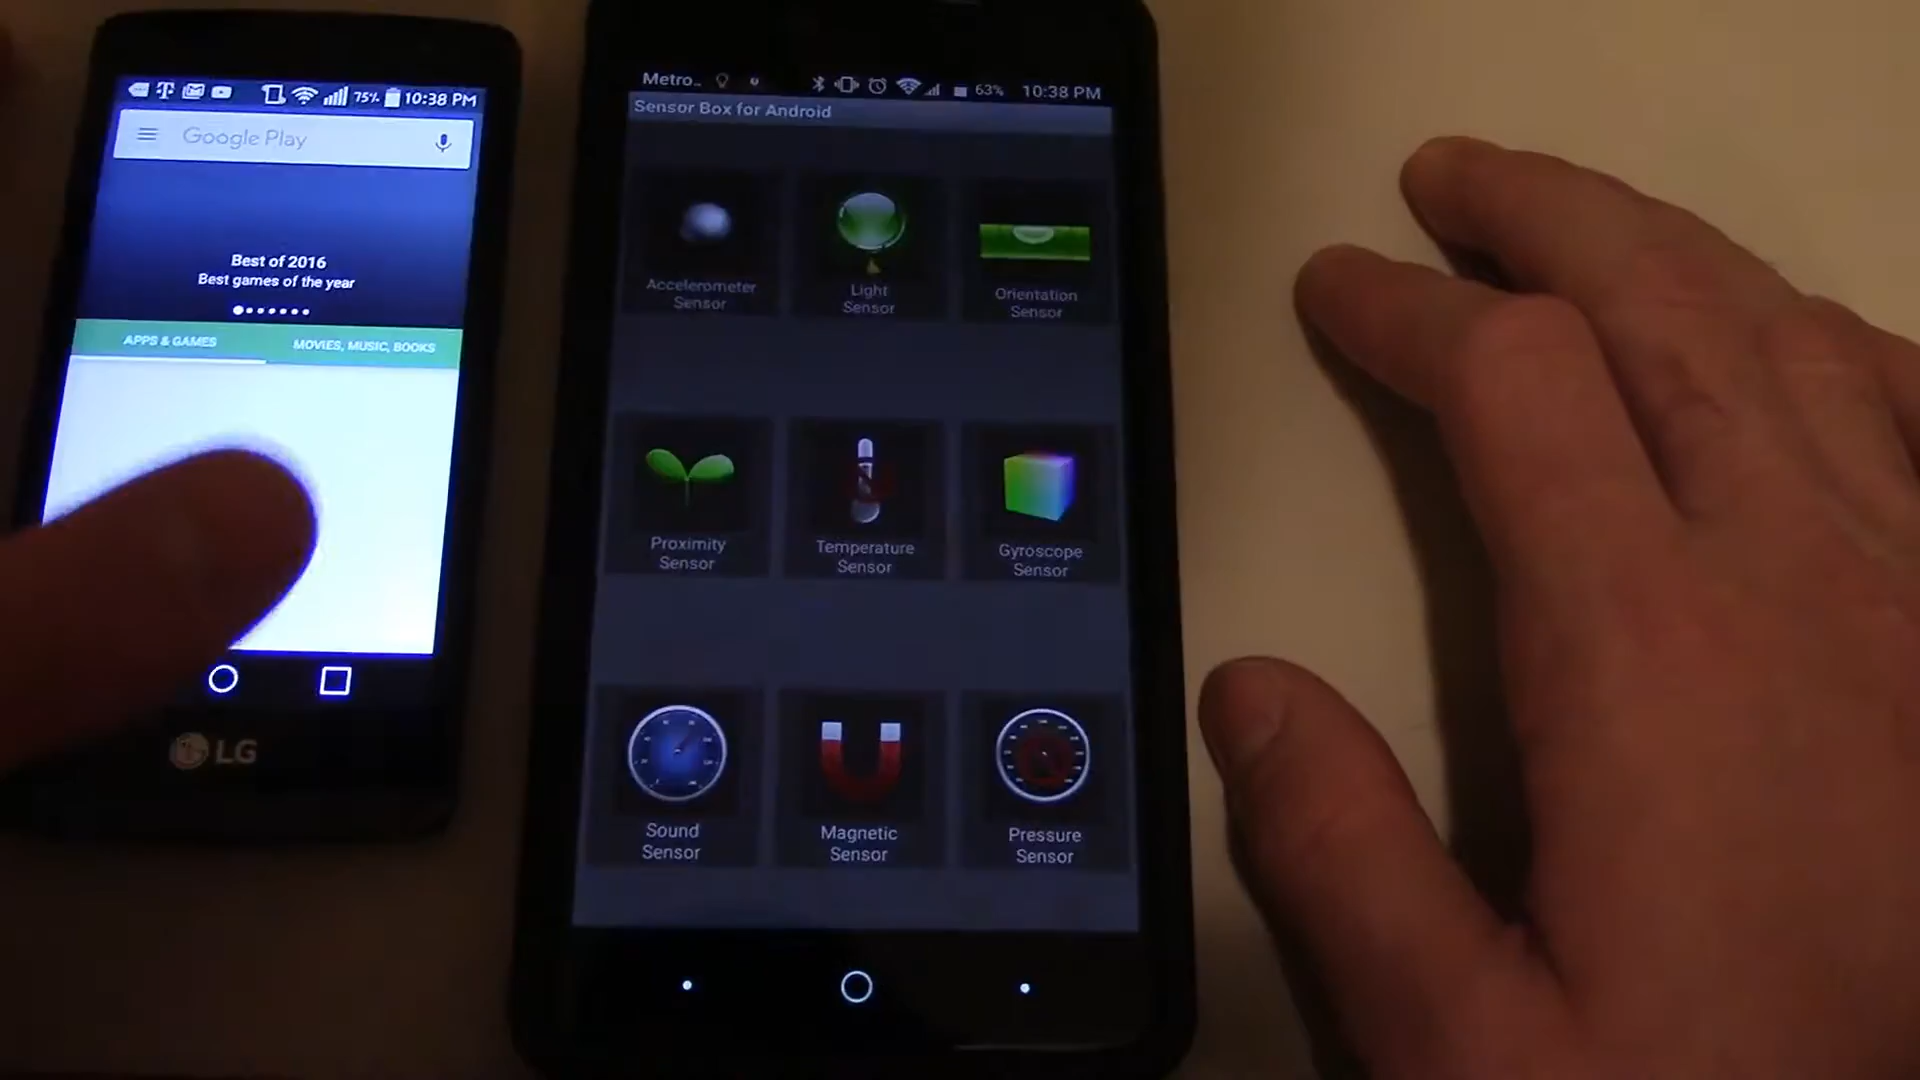 75% 10:38 PM
Google Play
Best of 2016
Best games of the year
APPS & GAMES MOVIES, MUSIC, BOOKS
LG
Metro... 63% 10:38 PM
Sensor Box for Android
Accelerometer
Sensor
Light
Sensor
Orientation
Sensor
Proximity
Sensor
Temperature
Sensor
Gyroscope
Sensor
Sound
Sensor
Magnetic
Sensor
Pressure
Sensor